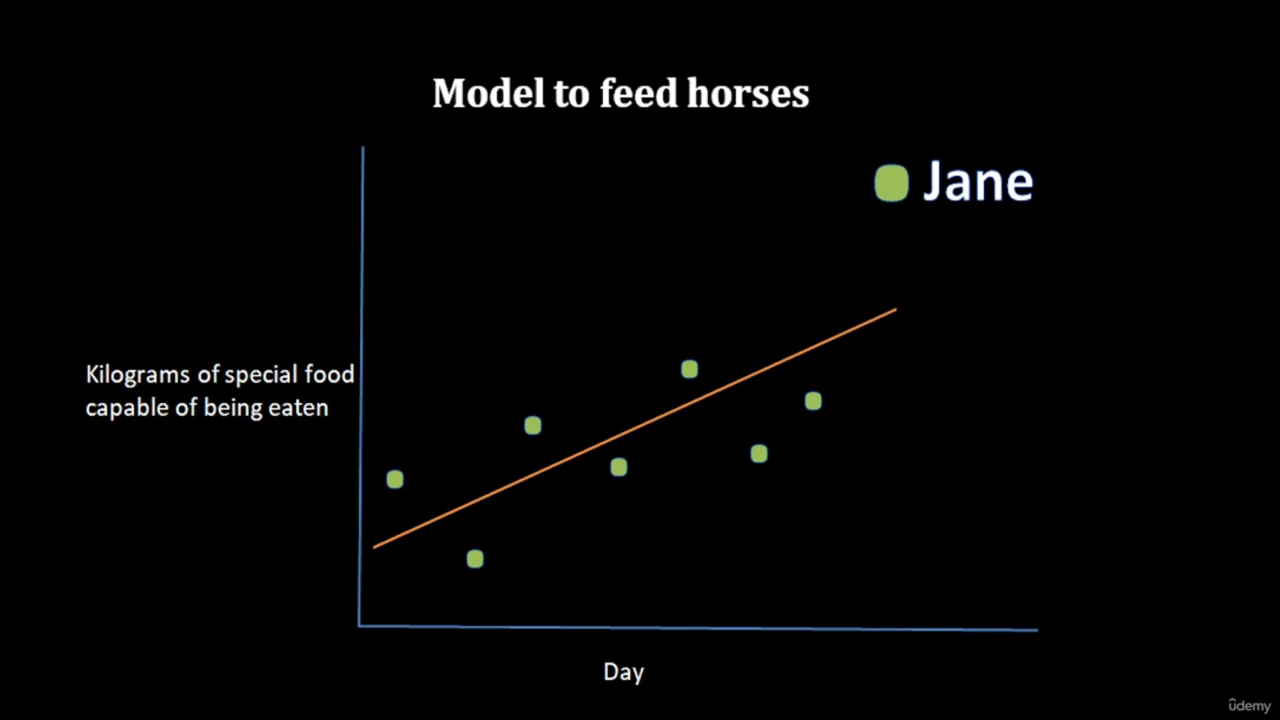 Model to feed horses
Jane
Kilograms of special food
capable of being eaten
Day
ûdemy